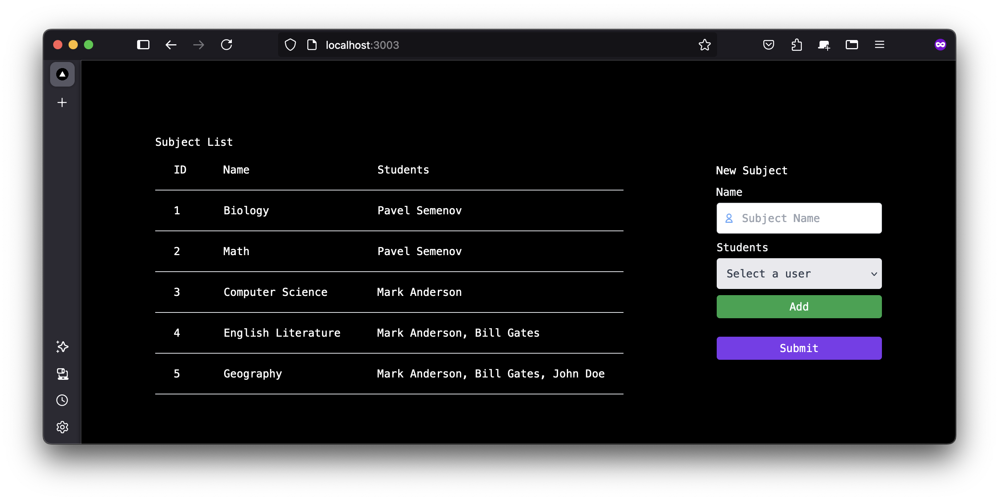 localhost:3003
Subject List
ID Name Students
1 Biology Pavel Semenov
2 Math Pavel Semenov
3 Computer Science Mark Anderson
4 English Literature Mark Anderson, Bill Gates
5 Geography Mark Anderson, Bill Gates, John Doe
New Subject
Name
Subject Name
Students
Select a user
Add
Submit